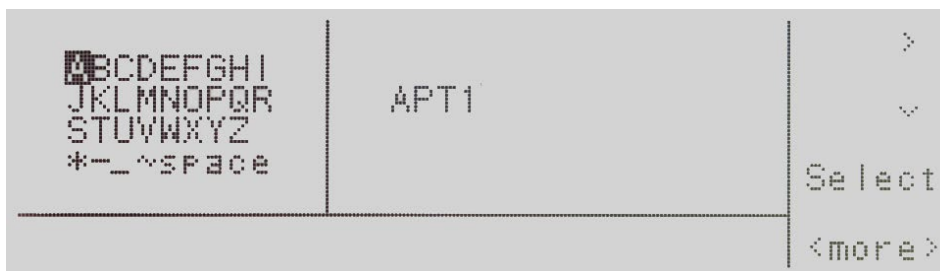 ABCDEFGHI
JKLMNOPQR
STUVWXYZ
*-_~space
APT1
>
⌄
Select
<more>